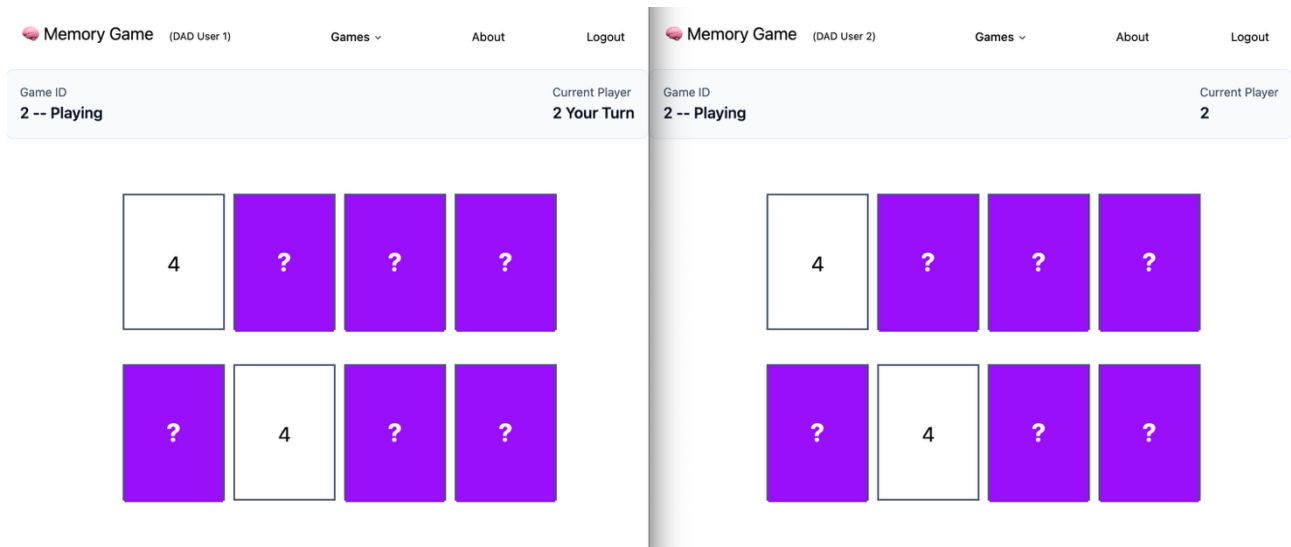 Memory Game (DAD User 1) Games About Logout
Game ID Current Player
2 -- Playing 2 Your Turn
4 ? ? ?
? 4 ? ?
Memory Game (DAD User 2) Games About Logout
Game ID Current Player
2 -- Playing 2
4 ? ? ?
? 4 ? ?